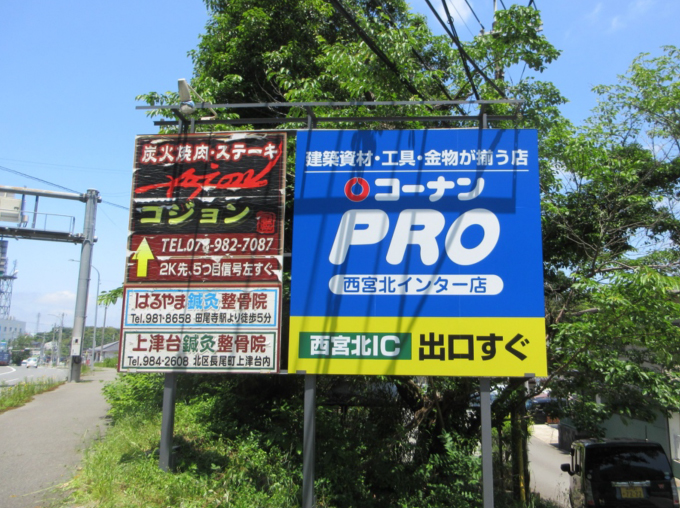 炭火焼肉・ステーキ
コジョン
TEL.078-982-7087
2K先、5つ目信号左すぐ
はるやま鍼灸整骨院
Tel.981-8658 田尾寺駅より徒歩5分
上津台鍼灸整骨院
Tel.984-2608 北区長尾町上津台内
建築資材・工具・金物が揃う店
コーナン
PRO
西宮北インター店
西宮北IC 出口すぐ